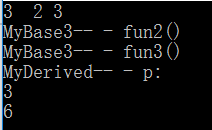 3  2 3
MyBase3-- - fun2()
MyBase3-- - fun3()
MyDerived-- - p:
3
6